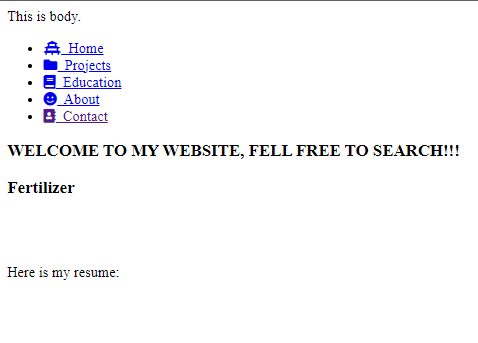 This is body.
Home
Projects
Education
About
Contact
WELCOME TO MY WEBSITE, FELL FREE TO SEARCH!!!
Fertilizer
Here is my resume: